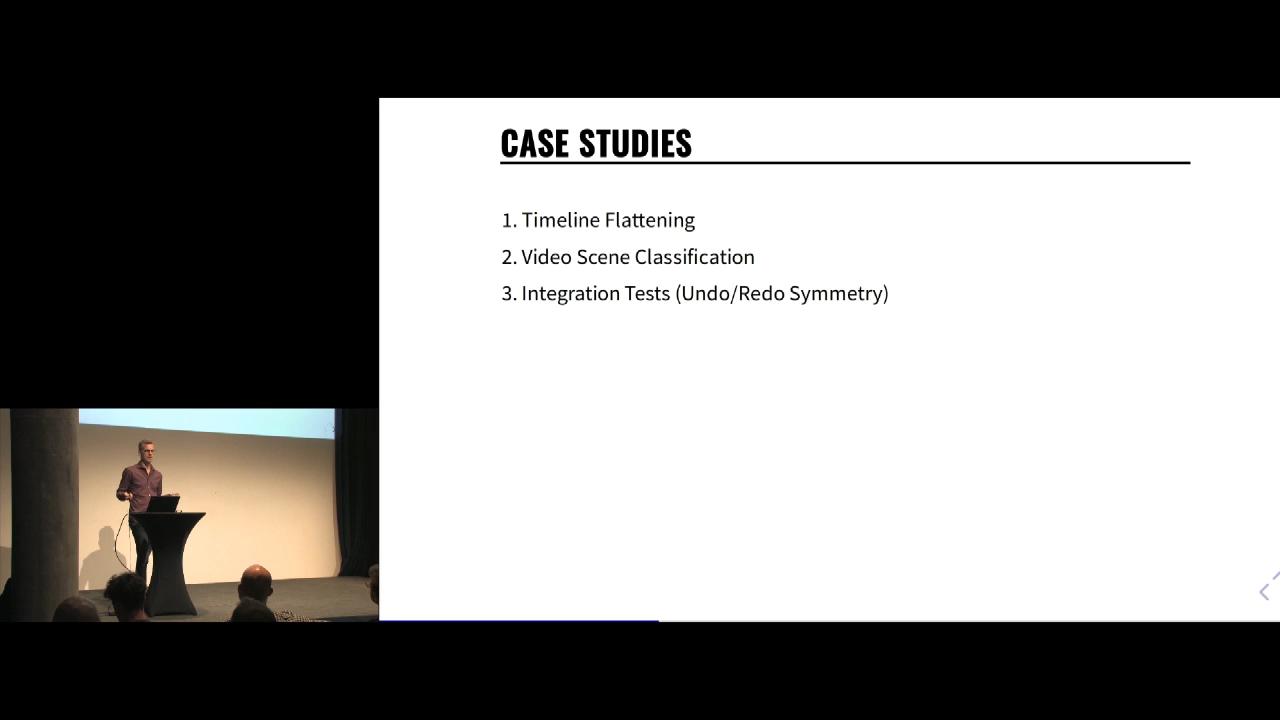 CASE STUDIES
1. Timeline Flattening
2. Video Scene Classification
3. Integration Tests (Undo/Redo Symmetry)